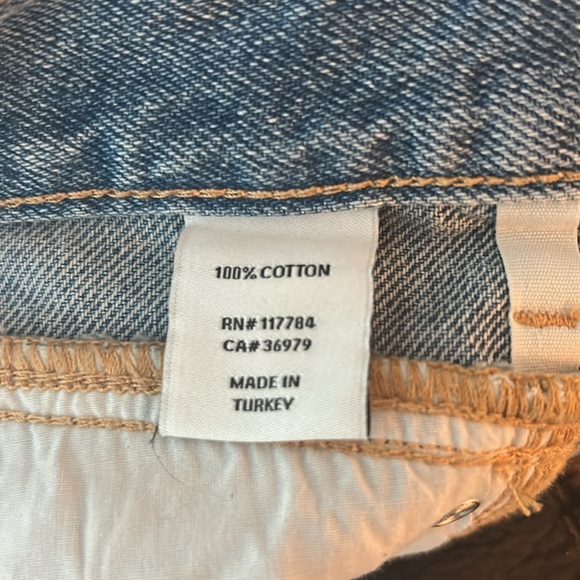 100% COTTON
RN# 117784
CA# 36979
MADE IN
TURKEY